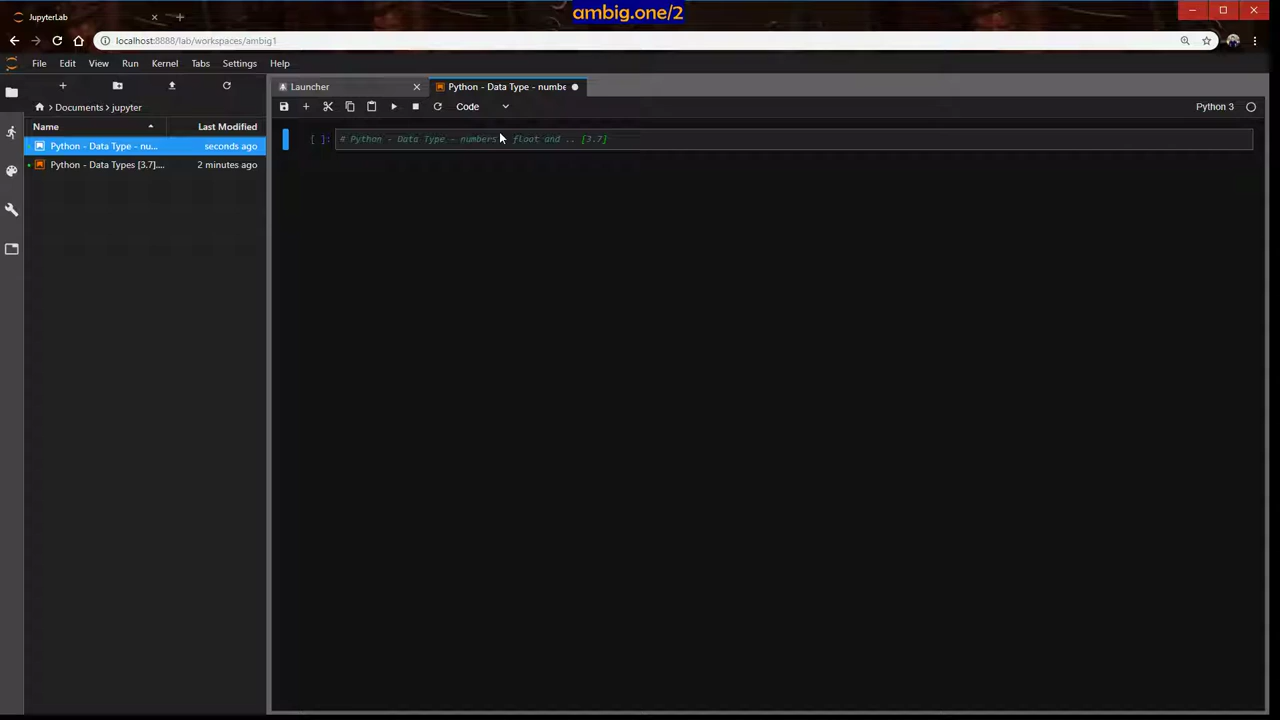 JupyterLab
ambig.one/2
localhost:8888/lab/workspaces/ambig1
File Edit View Run Kernel Tabs Settings Help
Launcher
Python - Data Type - numbe
Documents > jupyter
Code
Python 3
Name
Last Modified
Python - Data Type - nu...
seconds ago
Python - Data Types [3.7]....
2 minutes ago
[ ]:
# Python - Data Type - numbers float and .. [3.7]